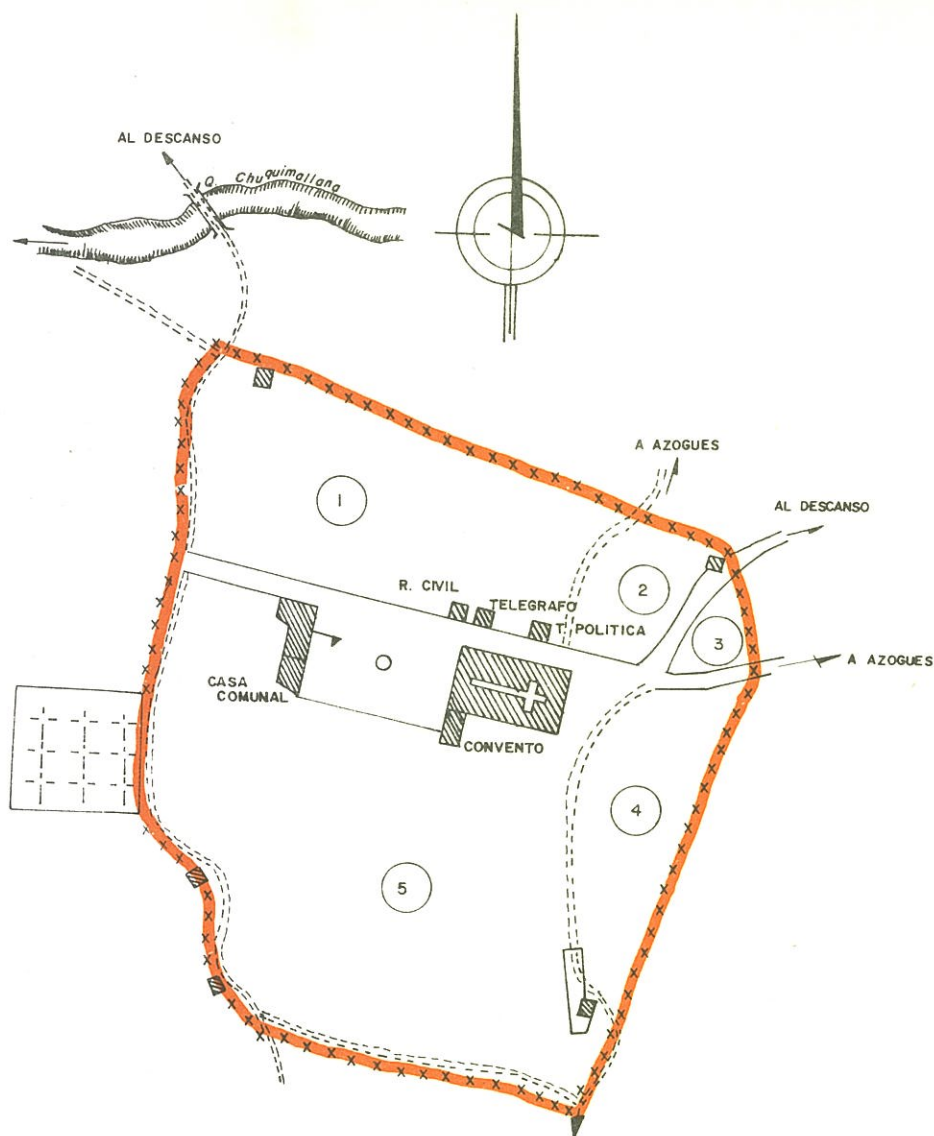 AL DESCANSO
Q. Chuquimallana
A AZOGUES
AL DESCANSO
1
2
R. CIVIL
TELEGRAFO
T. POLITICA
3
A AZOGUES
CASA
COMUNAL
CONVENTO
4
5